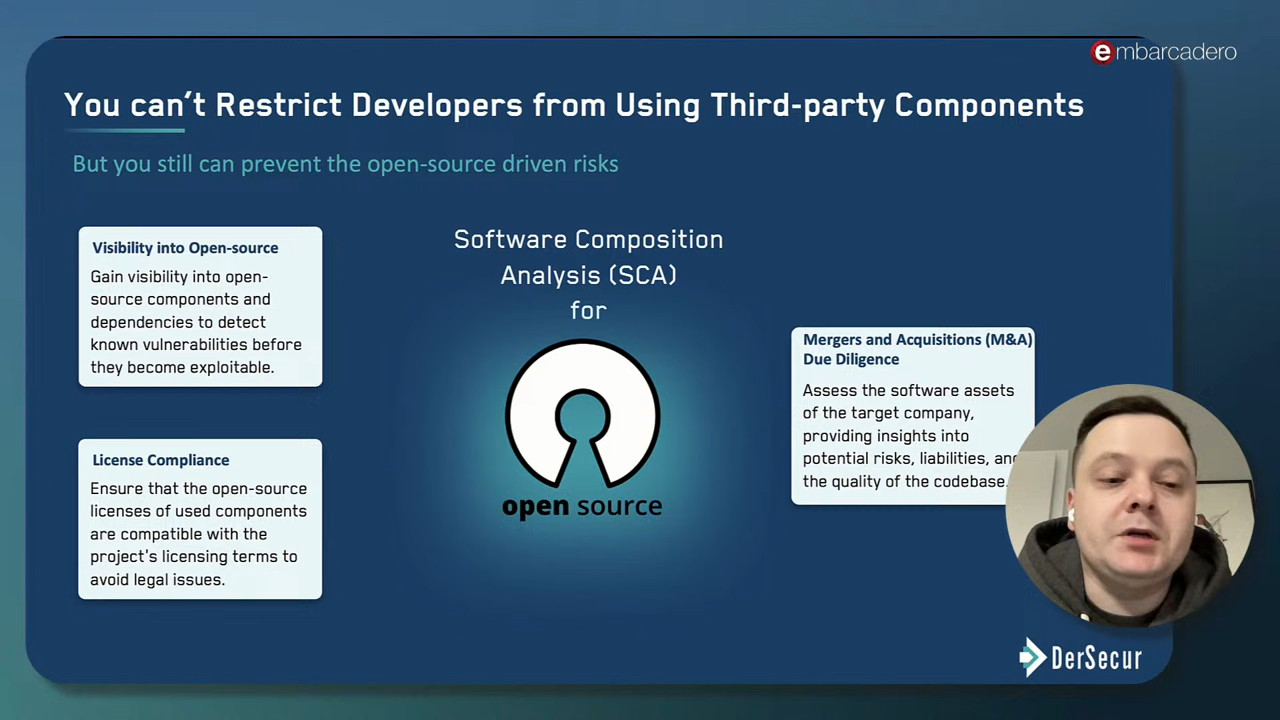 embarcadero
You can't Restrict Developers from Using Third-party Components
But you still can prevent the open-source driven risks
Visibility into Open-source
Gain visibility into open-
source components and
dependencies to detect
known vulnerabilities before
they become exploitable.
License Compliance
Ensure that the open-source
licenses of used components
are compatible with the
project's licensing terms to
avoid legal issues.
Software Composition
Analysis (SCA)
for
open source
Mergers and Acquisitions (M&A)
Due Diligence
Assess the software assets
of the target company,
providing insights into
potential risks, liabilities, and
the quality of the codebase.
DerSecur